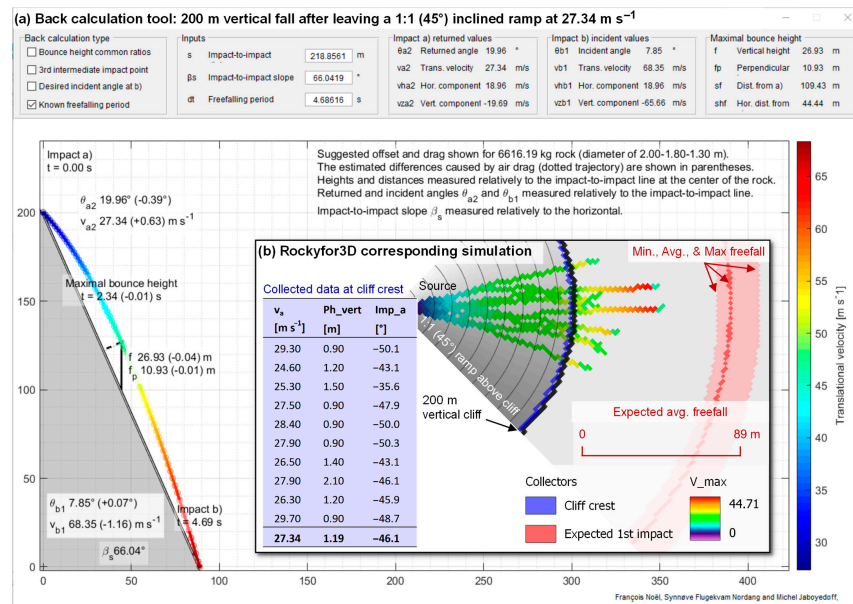 (a) Back calculation tool: 200 m vertical fall after leaving a 1:1 (45°) inclined ramp at 27.34 m s⁻¹
Back calculation type
Bounce height common ratios
3rd intermediate impact point
Desired incident angle at b)
Known freefalling period
Inputs
s Impact-to-impact 218.8561 m
βs Impact-to-impact slope 66.0419 °
dt Freefalling period 4.68616 s
Impact a) returned values
θa2 Returned angle 19.96 °
va2 Trans. velocity 27.34 m/s
vha2 Hor. component 18.96 m/s
vza2 Vert. component -19.69 m/s
Impact b) incident values
θb1 Incident angle 7.85 °
vb1 Trans. velocity 68.35 m/s
vhb1 Hor. component 18.96 m/s
vzb1 Vert. component -65.66 m/s
Maximal bounce height
f Vertical height 26.93 m
fp Perpendicular 10.93 m
sf Dist. from a) 109.43 m
shf Hor. dist. from 44.44 m
Impact a)
t = 0.00 s
θ a2 19.96° (-0.39°)
v a2 27.34 (+0.63) m s⁻¹
Maximal bounce height
t = 2.34 (-0.01) s
f 26.93 (-0.04) m
f p 10.93 (-0.01) m
θ b1 7.85° (+0.07°)
v b1 68.35 (-1.16) m s⁻¹
Impact b)
t = 4.69 s
β s 66.04°
Suggested offset and drag shown for 6616.19 kg rock (diameter of 2.00-1.80-1.30 m).
The estimated differences caused by air drag (dotted trajectory) are shown in parentheses.
Heights and distances measured relatively to the impact-to-impact line at the center of the rock.
Returned and incident angles θ a2 and θ b1 measured relatively to the impact-to-impact line.
Impact-to-impact slope β s measured relatively to the horizontal.
200
150
100
50
0
0 50 100 150 200 250 300 350 400
(b) Rockyfor3D corresponding simulation
Collected data at cliff crest
vₐ Ph_vert Imp_a
[m s⁻¹] [m] [°]
29.30 0.90 −50.1
24.60 1.20 −43.1
25.30 1.50 −35.6
27.50 0.90 −47.9
28.40 0.90 −50.0
27.90 0.90 −50.3
26.50 1.40 −43.1
27.90 2.10 −46.1
26.30 1.20 −45.9
29.70 0.90 −48.7
27.34 1.19 −46.1
Source
1:1 (45°) ramp above cliff
200 m
vertical cliff
Min., Avg., & Max freefall
Expected avg. freefall
0 89 m
Collectors
Cliff crest
Expected 1st impact
V_max
44.71
0
65
60
55
50
45
40
35
30
Translational velocity [m s⁻¹]
François Noël, Synnøve Flugekvam Nordang and Michel Jaboyedoff,